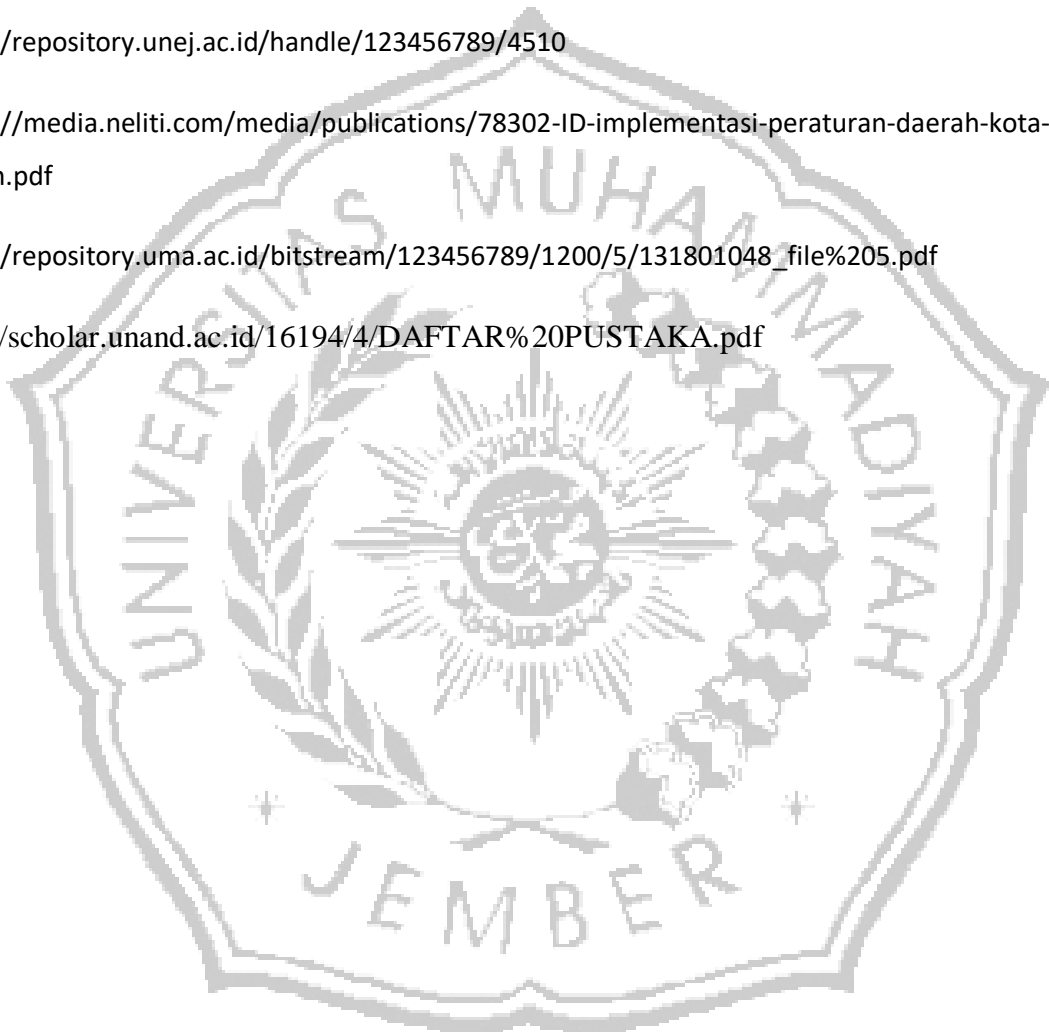 /repository.unej.ac.id/handle/123456789/4510
//media.neliti.com/media/publications/78302-ID-implementasi-peraturan-daerah-kota-
.pdf
/repository.uma.ac.id/bitstream/123456789/1200/5/131801048_file%205.pdf
/scholar.unand.ac.id/16194/4/DAFTAR%20PUSTAKA.pdf
UNIVERSITAS MUHAMMADIYAH
JEMBER